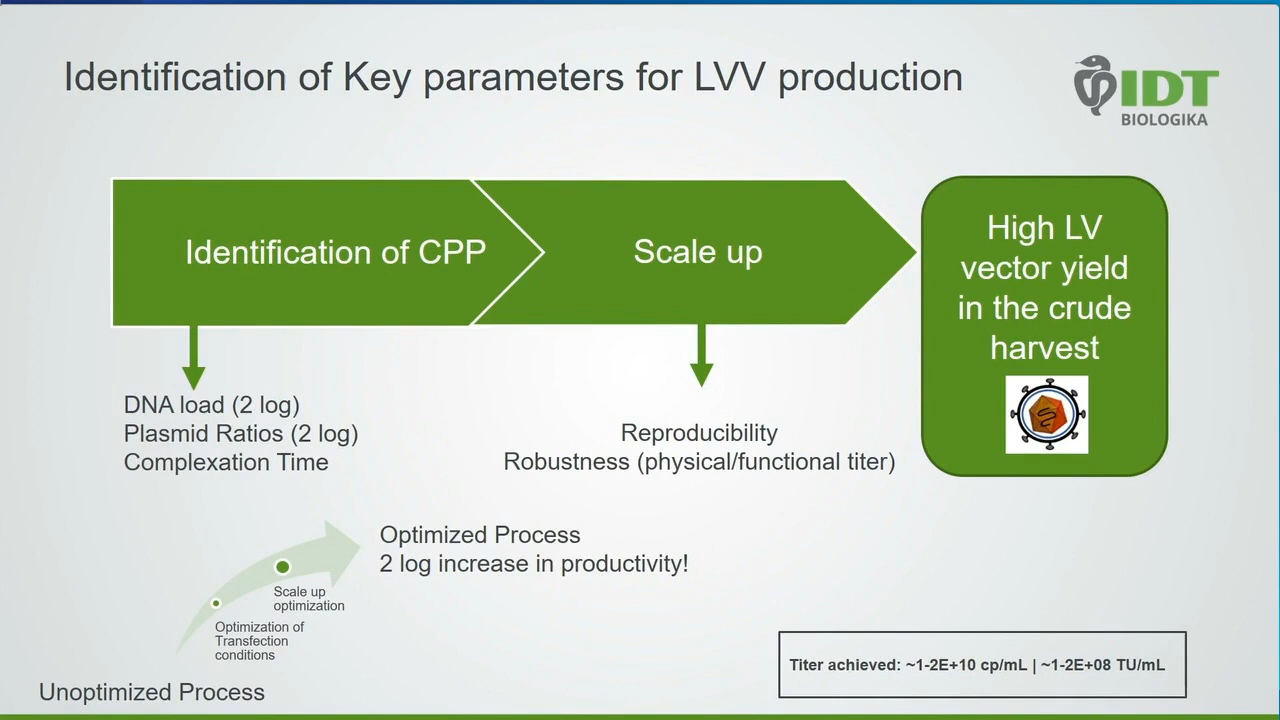 Identification of Key parameters for LVV production
IDT
BIOLOGIKA
Identification of CPP
Scale up
High LV
vector yield
in the crude
harvest
DNA load (2 log)
Plasmid Ratios (2 log)
Complexation Time
Reproducibility
Robustness (physical/functional titer)
Optimized Process
2 log increase in productivity!
Scale up
optimization
Optimization of
Transfection
conditions
Unoptimized Process
Titer achieved: ~1-2E+10 cp/mL | ~1-2E+08 TU/mL